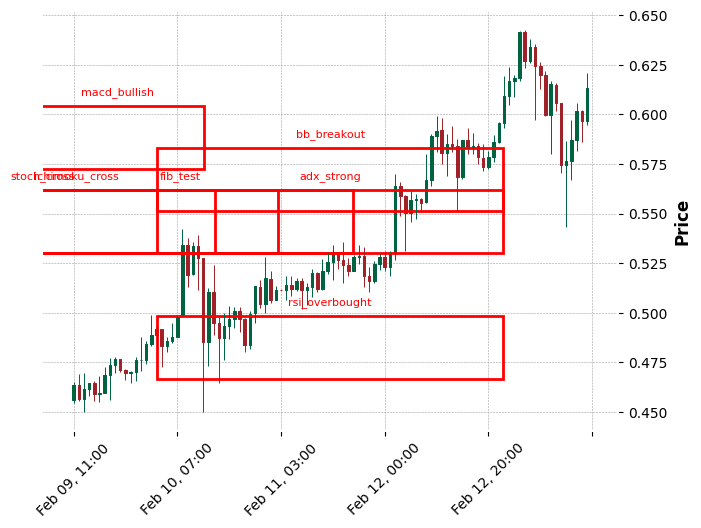 0.650
0.625
macd_bullish
0.600
bb_breakout
0.575
stoch_cross ichimoku_cross fib_test adx_strong
0.550
0.525
rsi_overbought
0.500
0.475
0.450
Price
Feb 09, 11:00
Feb 10, 07:00
Feb 11, 03:00
Feb 12, 00:00
Feb 12, 20:00